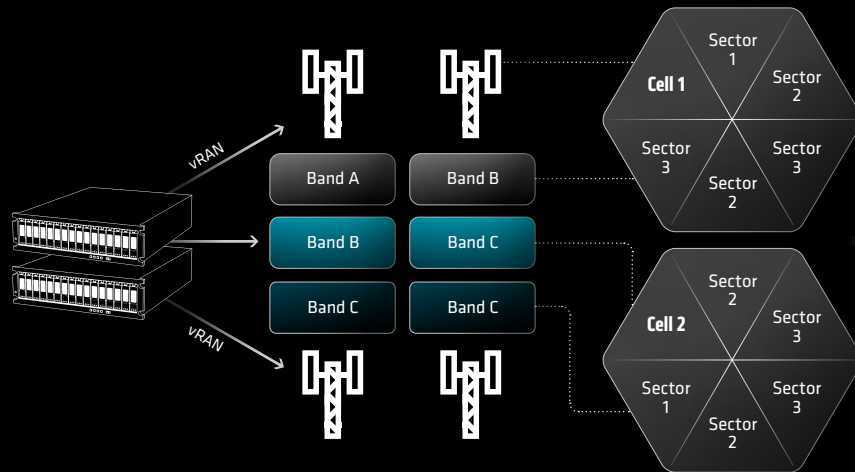 vRAN
vRAN
Band A
Band B
Band B
Band C
Band C
Band C
Cell 1
Sector
1
Sector
2
Sector
3
Sector
2
Sector
3
Cell 2
Sector
2
Sector
3
Sector
3
Sector
2
Sector
1